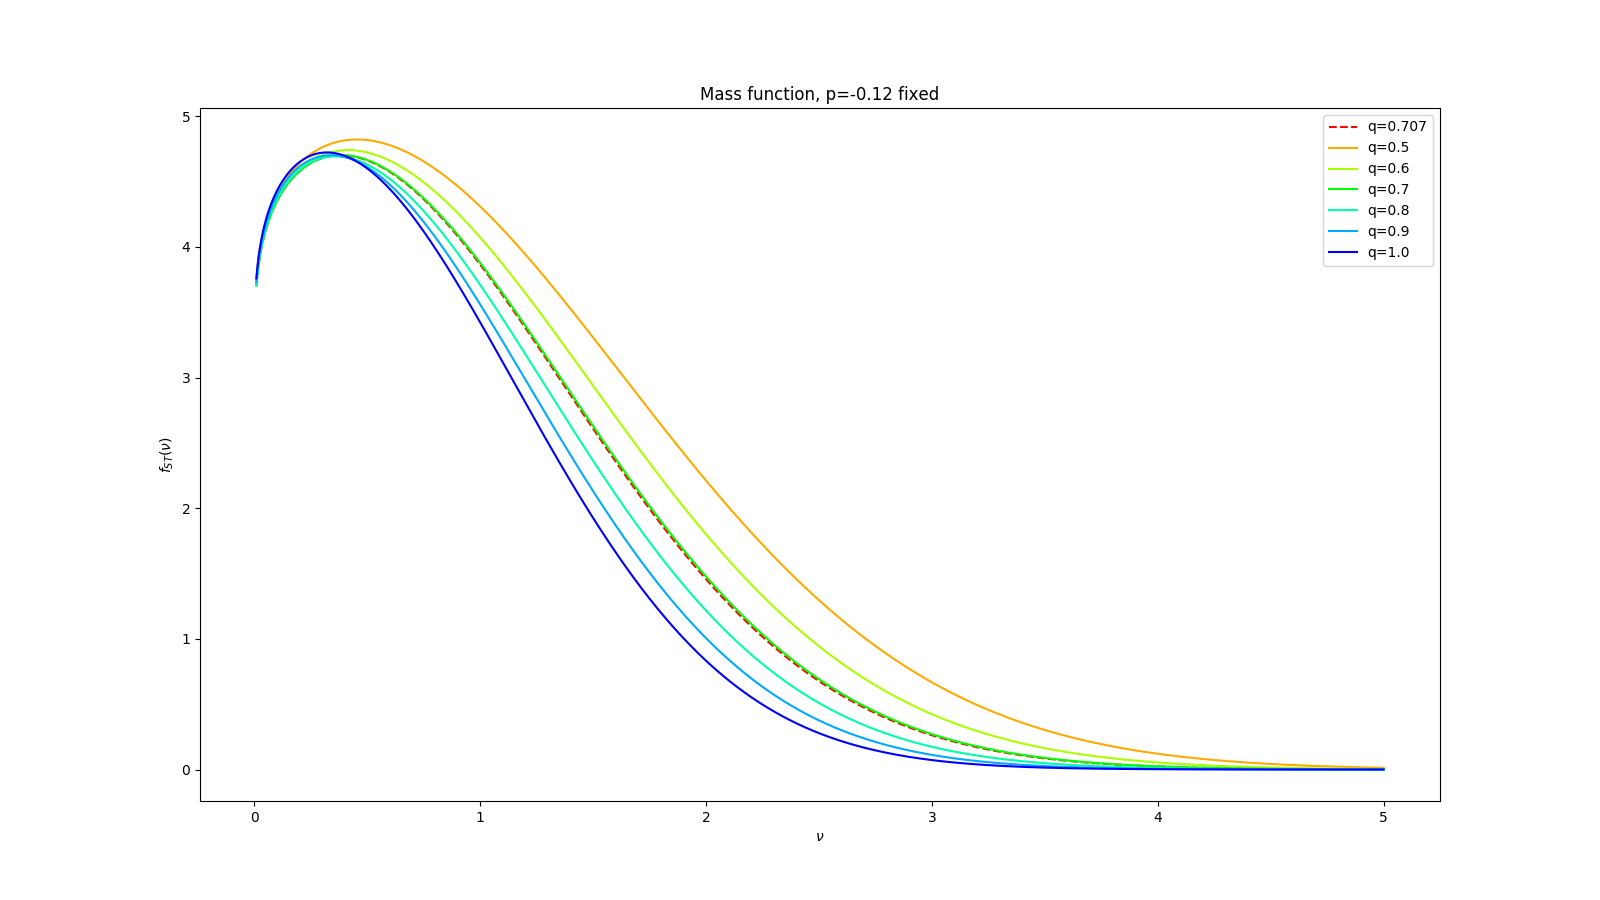 Mass function, p=-0.12 fixed
5
4
3
2
1
0
f_{ST}(ν)
q=0.707
q=0.5
q=0.6
q=0.7
q=0.8
q=0.9
q=1.0
0 1 2 3 4 5
ν